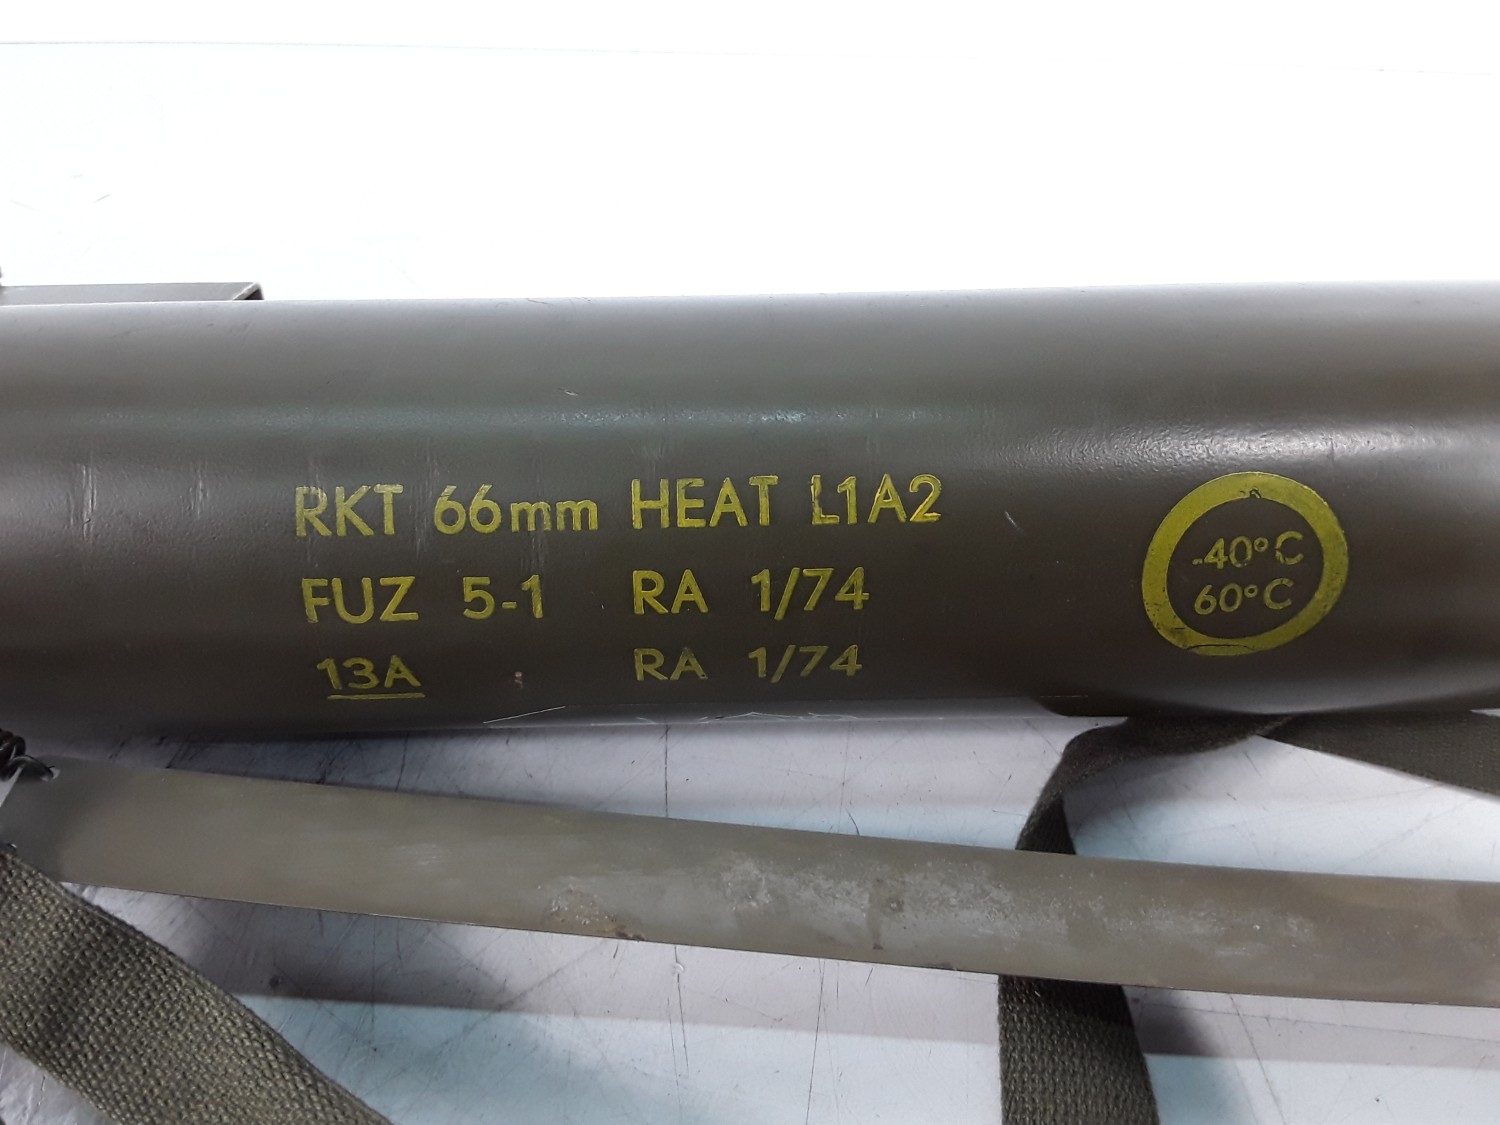 RKT 66mm HEAT L1A2
FUZ 5-1 RA 1/74
13A RA 1/74
-40°C
60°C